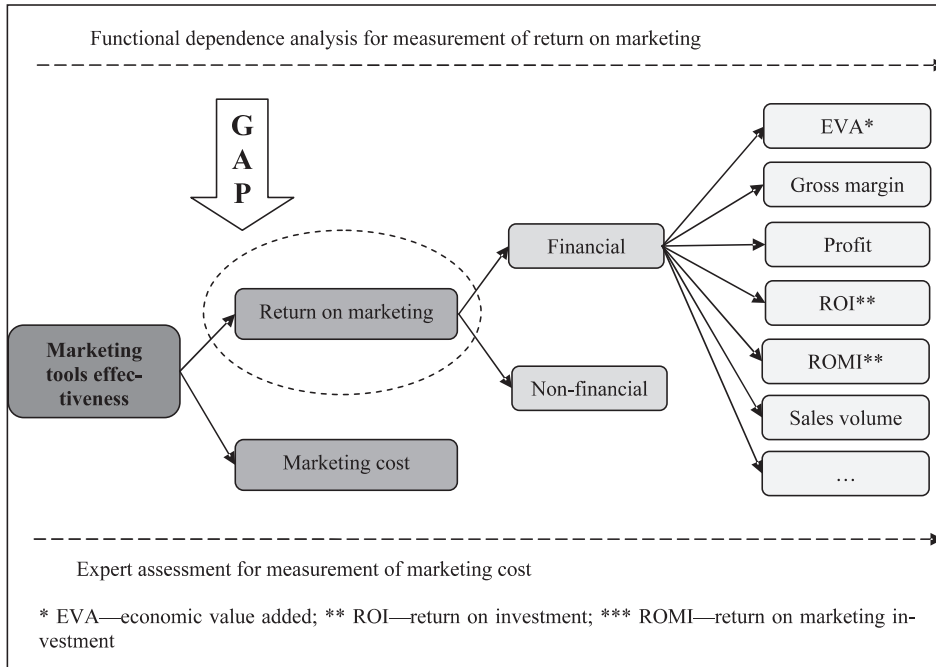 Functional dependence analysis for measurement of return on marketing
G
A
P
EVA*
Gross margin
Profit
ROI**
ROMI**
Sales volume
…
Financial
Non-financial
Return on marketing
Marketing cost
Marketing
tools effec-
tiveness
Expert assessment for measurement of marketing cost
* EVA—economic value added; ** ROI—return on investment; *** ROMI—return on marketing in-
vestment